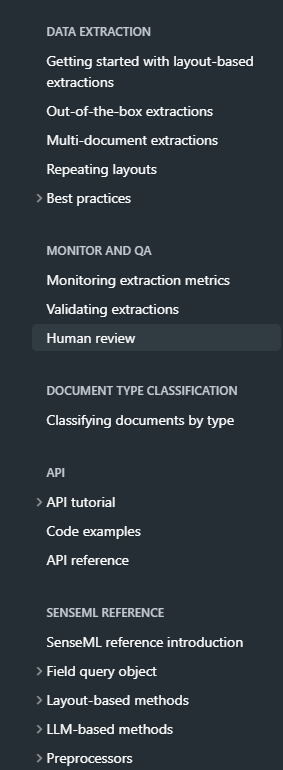 DATA EXTRACTION
Getting started with layout-based
extractions
Out-of-the-box extractions
Multi-document extractions
Repeating layouts
Best practices
MONITOR AND QA
Monitoring extraction metrics
Validating extractions
Human review
DOCUMENT TYPE CLASSIFICATION
Classifying documents by type
API
API tutorial
Code examples
API reference
SENSEML REFERENCE
SenseML reference introduction
Field query object
Layout-based methods
LLM-based methods
Preprocessors